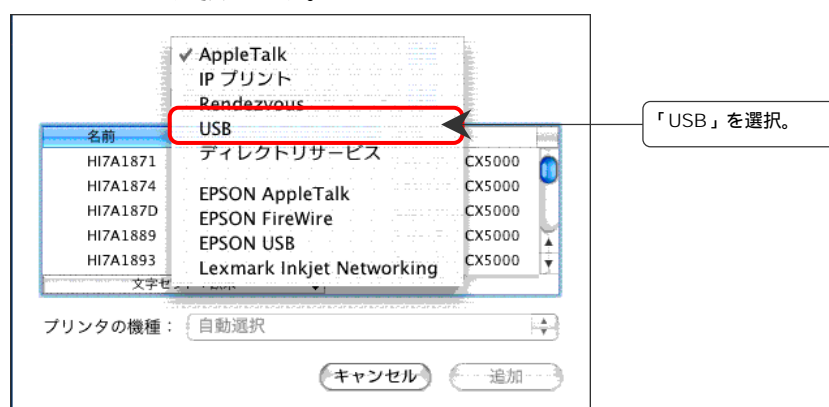 ✓ AppleTalk
IP プリント
Rendezvous
USB
ディレクトリサービス
EPSON AppleTalk
EPSON FireWire
EPSON USB
Lexmark Inkjet Networking
「USB」を選択。
名前
HI7A1871 CX5000
HI7A1874 CX5000
HI7A187D CX5000
HI7A1889 CX5000
HI7A1893 CX5000
プリンタの機種： 自動選択
キャンセル 追加